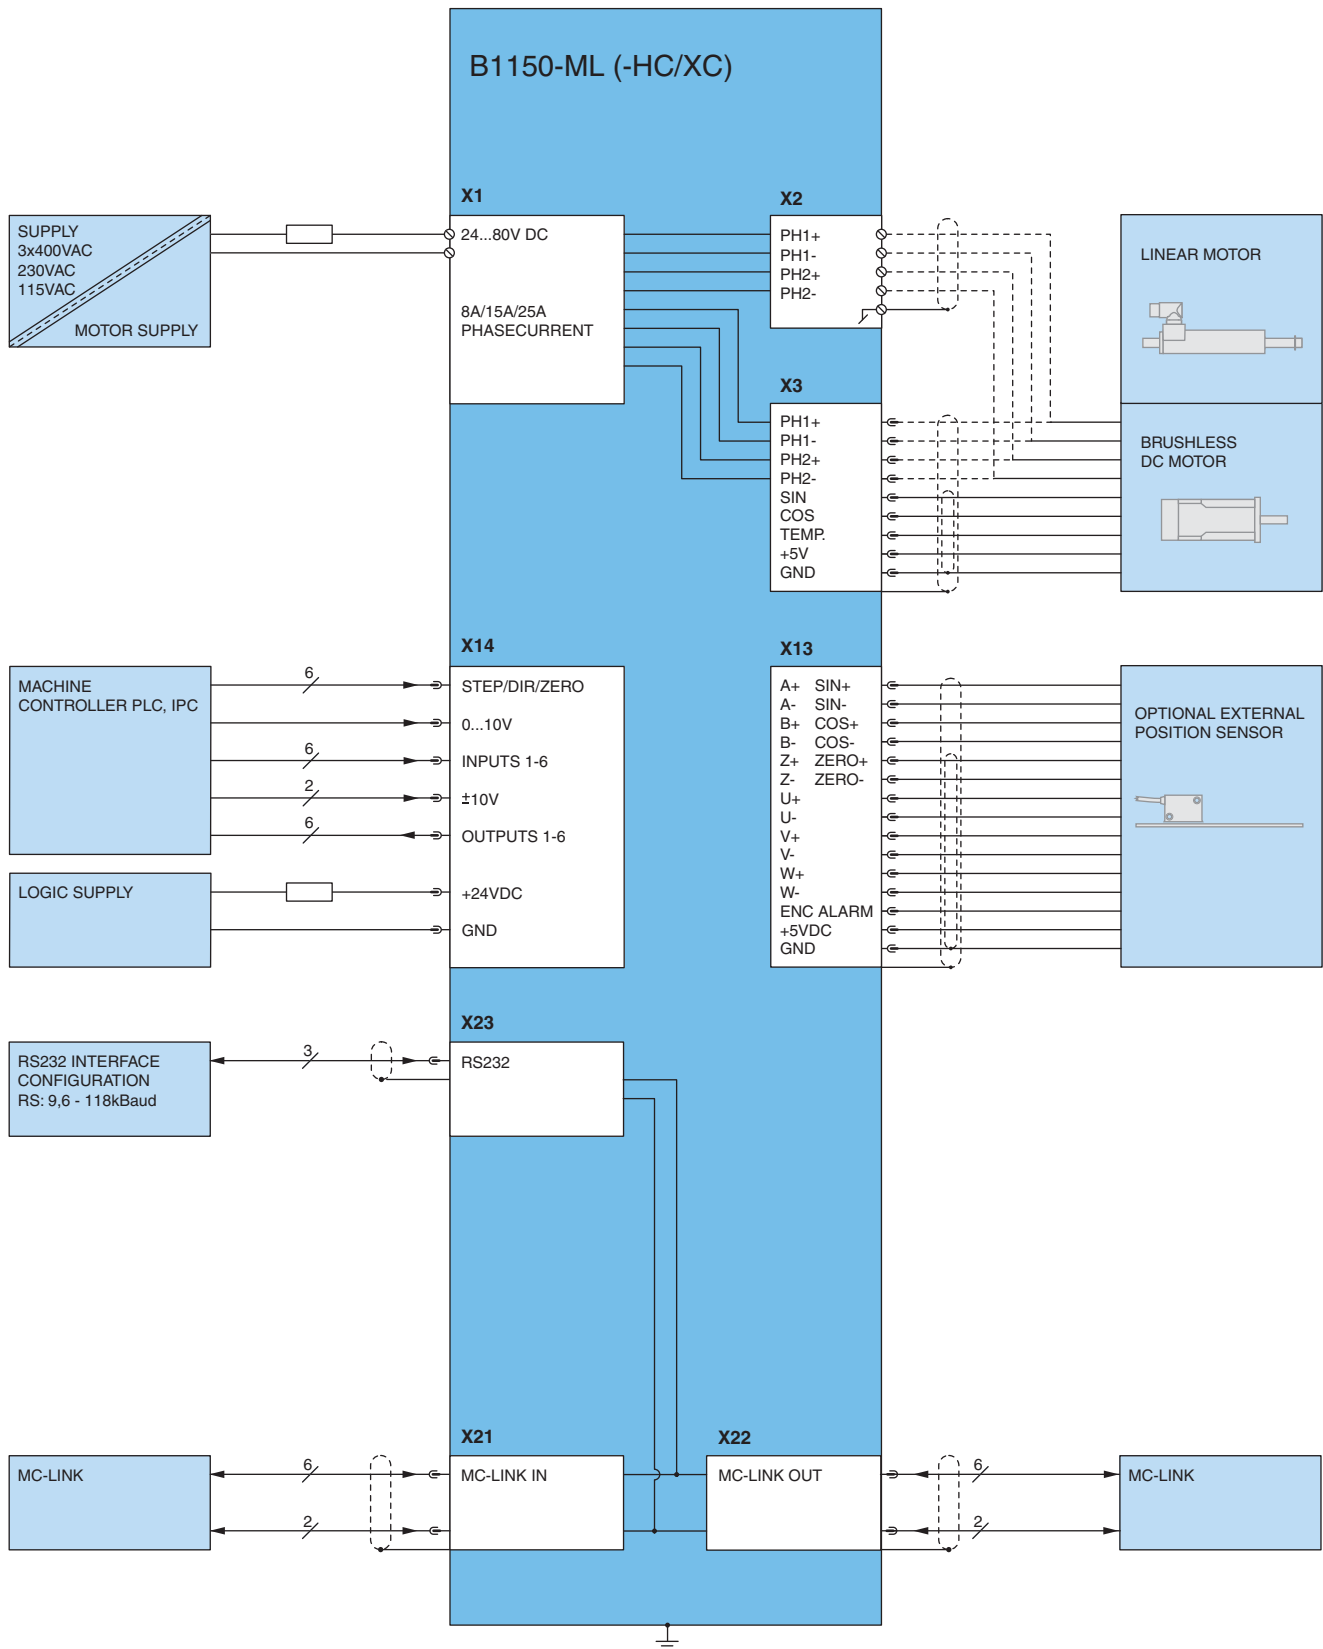 B1150-ML (-HC/XC)
X1
24...80V DC
8A/15A/25A
PHASECURRENT
X2
PH1+
PH1-
PH2+
PH2-
SUPPLY
3x400VAC
230VAC
115VAC
MOTOR SUPPLY
LINEAR MOTOR
X3
PH1+
PH1-
PH2+
PH2-
SIN
COS
TEMP.
+5V
GND
BRUSHLESS
DC MOTOR
X14
MACHINE
CONTROLLER PLC, IPC
6
STEP/DIR/ZERO
0...10V
6
INPUTS 1-6
2
±10V
6
OUTPUTS 1-6
LOGIC SUPPLY
+24VDC
GND
X13
A+ SIN+
A- SIN-
B+ COS+
B- COS-
Z+ ZERO+
Z- ZERO-
U+
U-
V+
V-
W+
W-
ENC ALARM
+5VDC
GND
OPTIONAL EXTERNAL
POSITION SENSOR
X23
RS232 INTERFACE
CONFIGURATION
RS: 9,6 - 118kBaud
3
RS232
X21
MC-LINK
6
2
MC-LINK IN
X22
MC-LINK OUT
6
2
MC-LINK